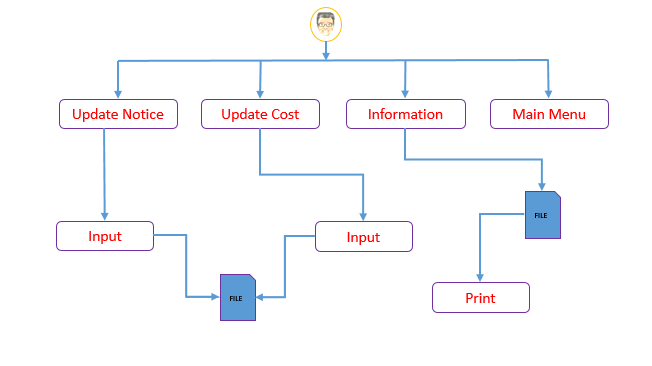 Update Notice
Update Cost
Information
Main Menu
FILE
Input
Input
FILE
Print